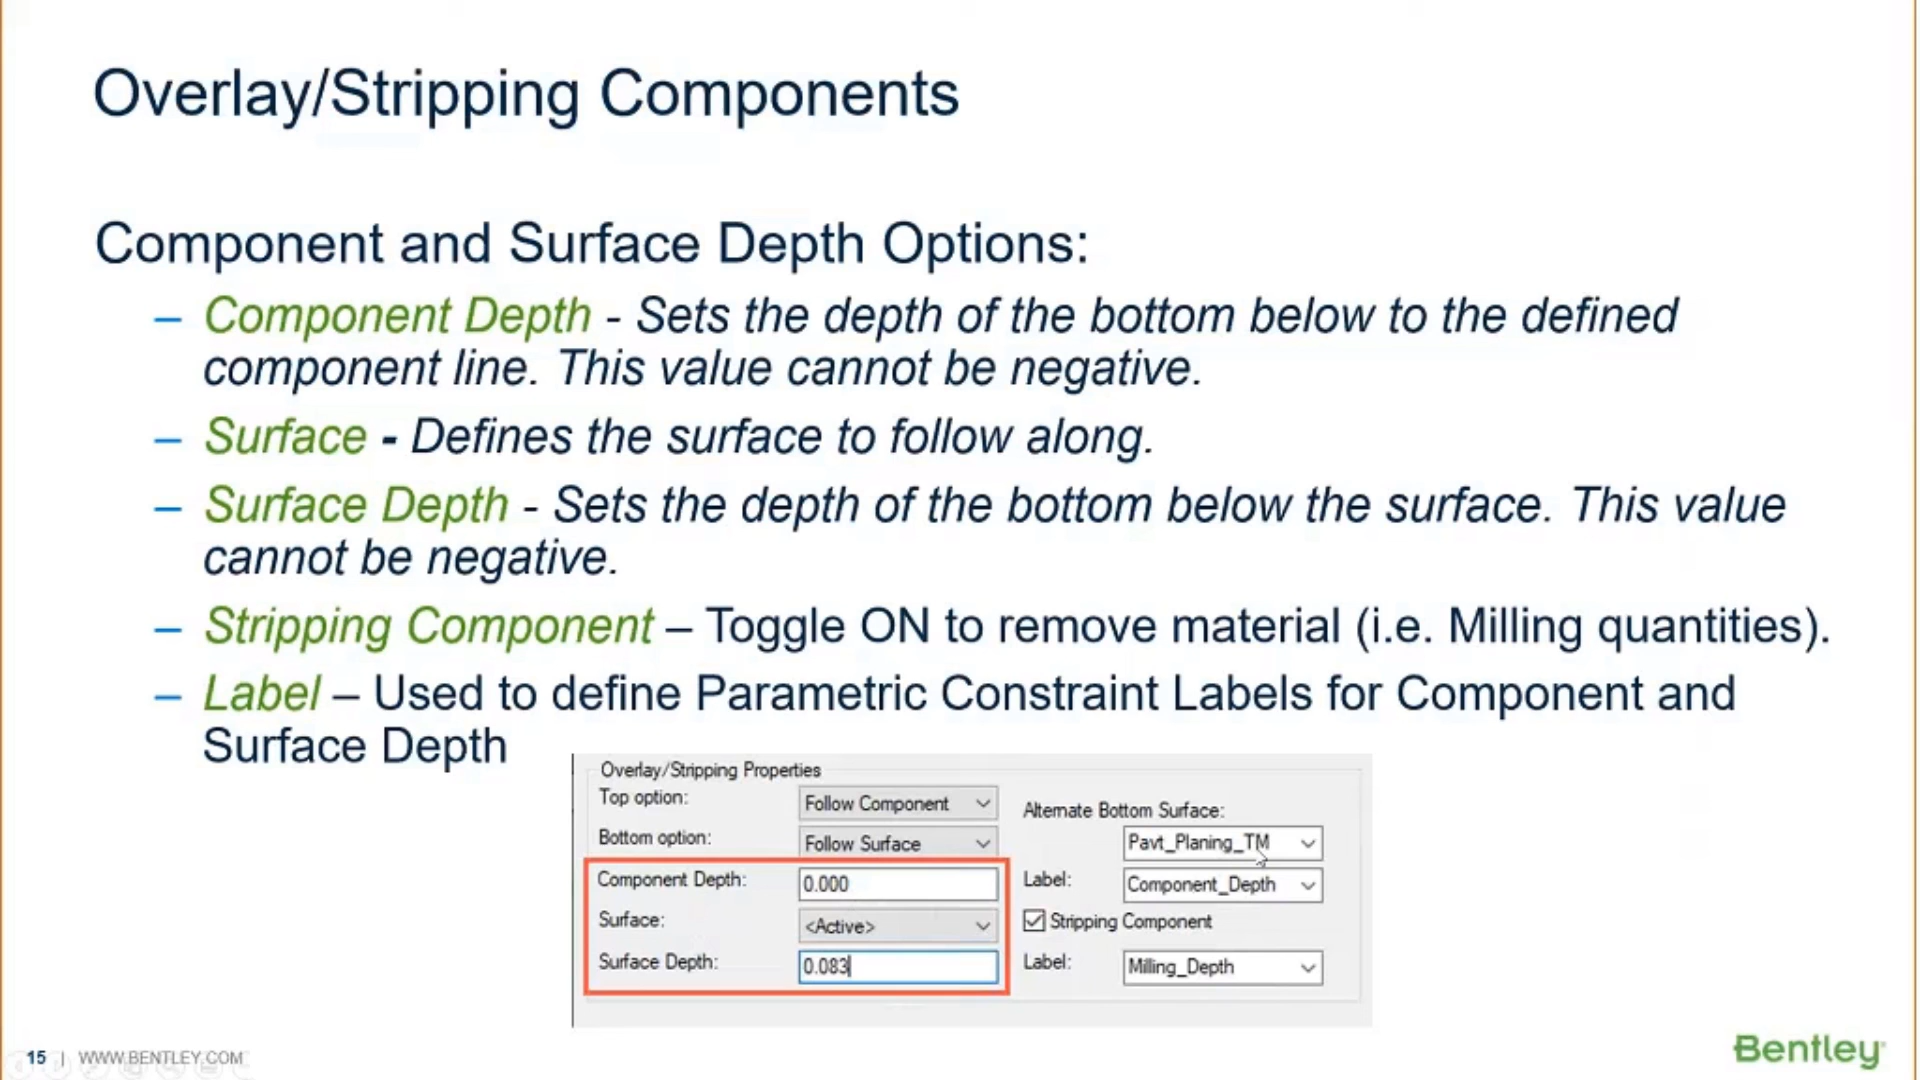 Overlay/Stripping Components
Component and Surface Depth Options:
– Component Depth - Sets the depth of the bottom below to the defined
component line. This value cannot be negative.
– Surface - Defines the surface to follow along.
– Surface Depth - Sets the depth of the bottom below the surface. This value
cannot be negative.
– Stripping Component – Toggle ON to remove material (i.e. Milling quantities).
– Label – Used to define Parametric Constraint Labels for Component and
Surface Depth
Overlay/Stripping Properties
Top option: Follow Component
Alternate Bottom Surface:
Bottom option: Follow Surface Pavt_Planing_TM
Component Depth: 0.000 Label: Component_Depth
Surface: <Active> Stripping Component
Surface Depth: 0.083 Label: Milling_Depth
15 | WWW.BENTLEY.COM
Bentley